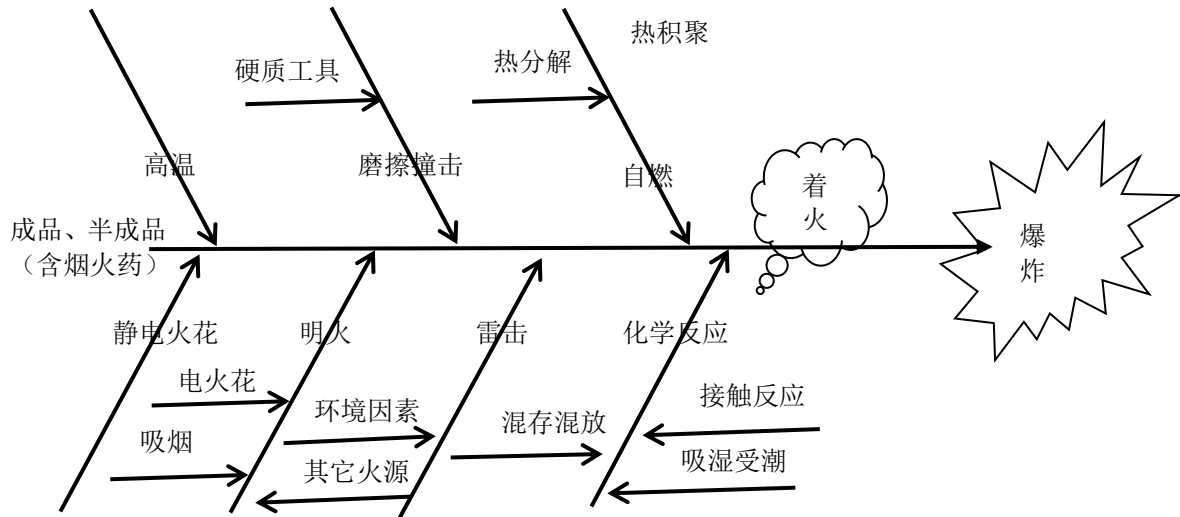 热积聚
热分解
硬质工具
高温
磨擦撞击
自燃
着
火
成品、半成品
（含烟火药）
爆
炸
静电火花
明火
雷击
化学反应
电火花
环境因素
混存混放
接触反应
吸烟
其它火源
吸湿受潮